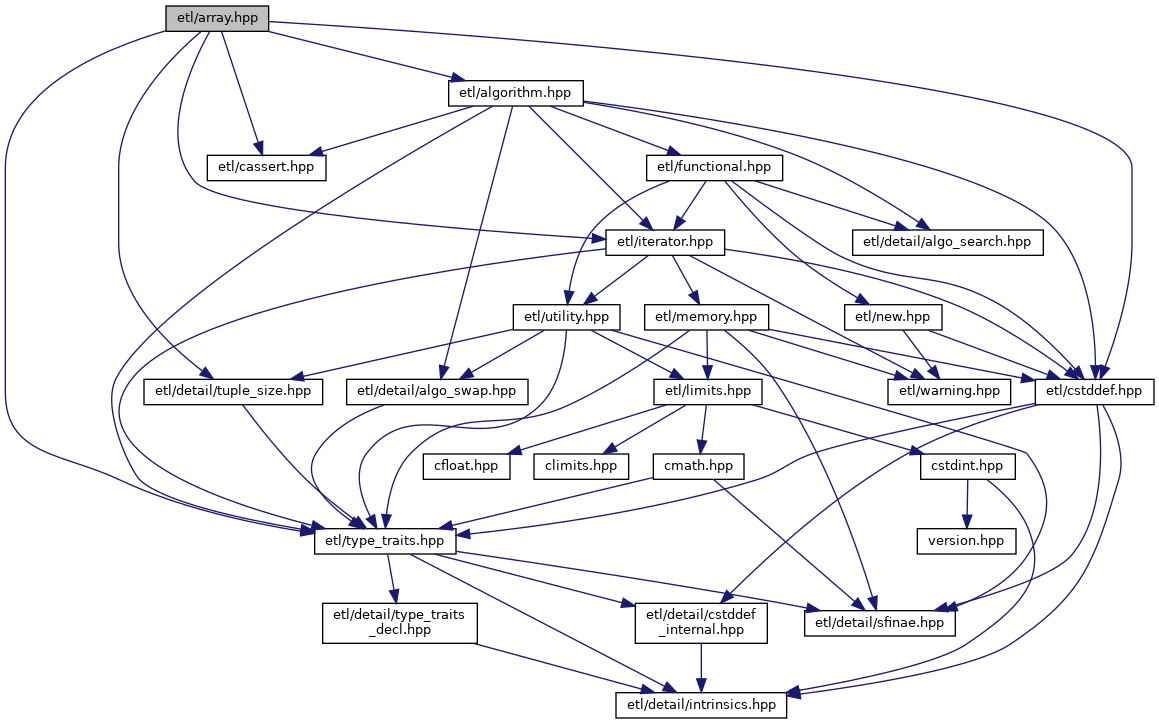 etl/array.hpp
etl/algorithm.hpp
etl/cassert.hpp
etl/functional.hpp
etl/iterator.hpp
etl/detail/algo_search.hpp
etl/utility.hpp
etl/memory.hpp
etl/new.hpp
etl/detail/tuple_size.hpp
etl/detail/algo_swap.hpp
etl/limits.hpp
etl/warning.hpp
etl/cstddef.hpp
cfloat.hpp
climits.hpp
cmath.hpp
cstdint.hpp
etl/type_traits.hpp
version.hpp
etl/detail/type_traits
_decl.hpp
etl/detail/cstddef
_internal.hpp
etl/detail/sfinae.hpp
etl/detail/intrinsics.hpp